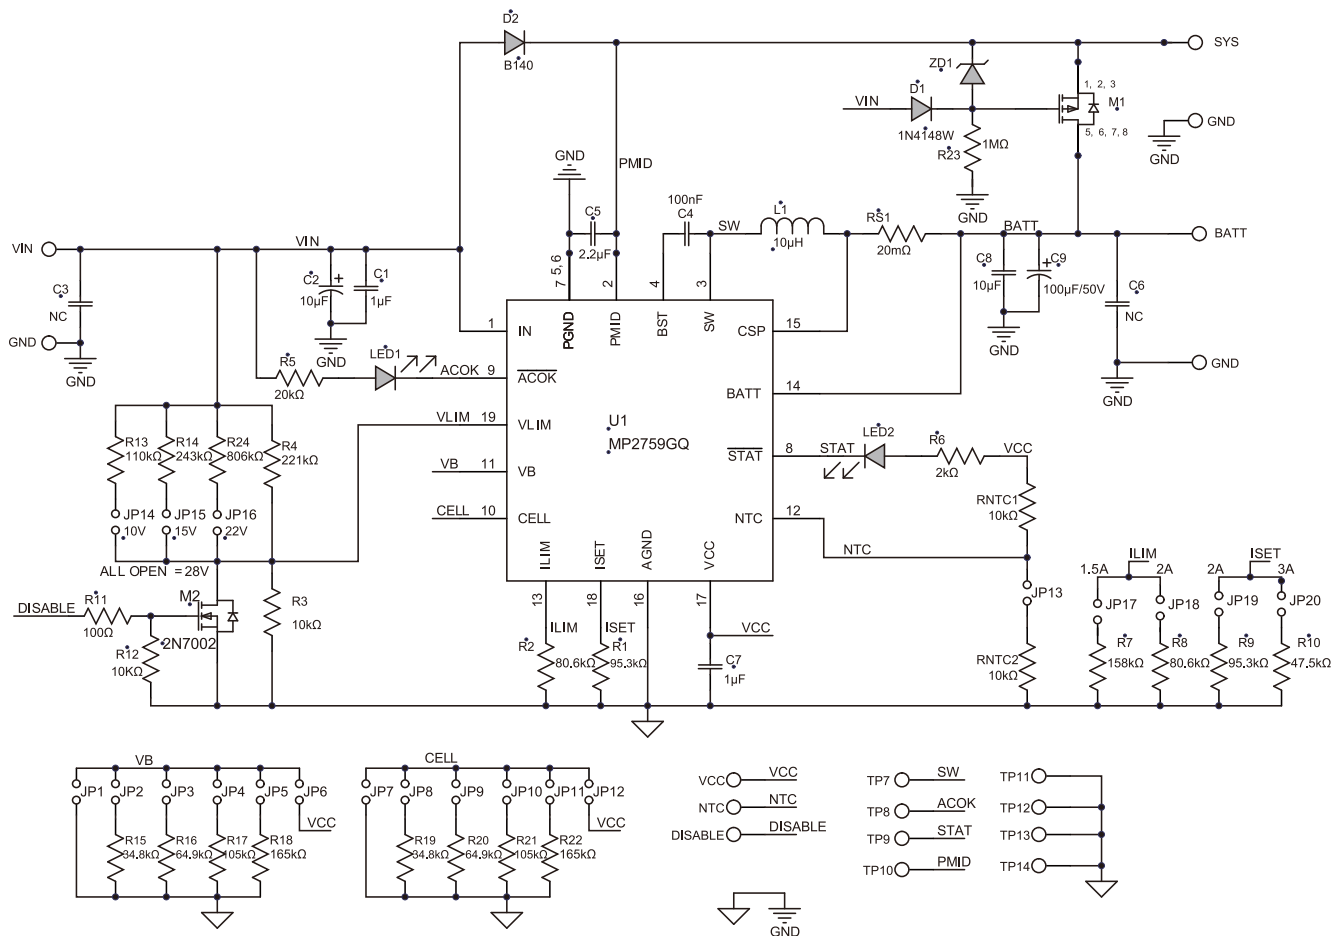 D2
B140
SYS
ZD1
D1
VIN
1N4148W
1, 2, 3
M1
5, 6, 7, 8
GND
GND
R23
1MΩ
GND
GND
PMID
100nF
C4
C5
2.2µF
SW
L1
10µH
RS1
20mΩ
BATT
BATT
VIN
VIN
C3
NC
GND
GND
C2
10µF
+
C1
1µF
GND
C8
10µF
C9
+
100µF/50V
GND
C6
NC
GND
GND
7 5, 6
2
4
3
PGND
PMID
BST
SW
1
IN
CSP
15
R5
20kΩ
LED1
ACOK
9
ACOK
BATT
14
VLIM
19
VLIM
U1
MP2759GQ
VB
11
VB
STAT
8
STAT
LED2
R6
2kΩ
VCC
CELL
10
CELL
NTC
12
NTC
RNTC1
10kΩ
R13
110kΩ
R14
243kΩ
R24
806kΩ
R4
221kΩ
JP14
10V
JP15
15V
JP16
22V
ALL OPEN = 28V
ILIM
ISET
AGND
VCC
13
18
16
17
ILIM
ISET
VCC
DISABLE
R11
100Ω
M2
2N7002
R12
10KΩ
R3
10kΩ
R2
80.6kΩ
R1
95.3kΩ
C7
1µF
JP13
RNTC2
10kΩ
ILIM
1.5A
2A
ISET
2A
3A
JP17
JP18
JP19
JP20
R7
158kΩ
R8
80.6kΩ
R9
95.3kΩ
R10
47.5kΩ
VB
JP1
JP2
JP3
JP4
JP5
JP6
VCC
R15
34.8kΩ
R16
64.9kΩ
R17
105kΩ
R18
165kΩ
CELL
JP7
JP8
JP9
JP10
JP11
JP12
VCC
R19
34.8kΩ
R20
64.9kΩ
R21
105kΩ
R22
165kΩ
VCC
VCC
NTC
NTC
DISABLE
DISABLE
GND
TP7
SW
TP8
ACOK
TP9
STAT
TP10
PMID
TP11
TP12
TP13
TP14